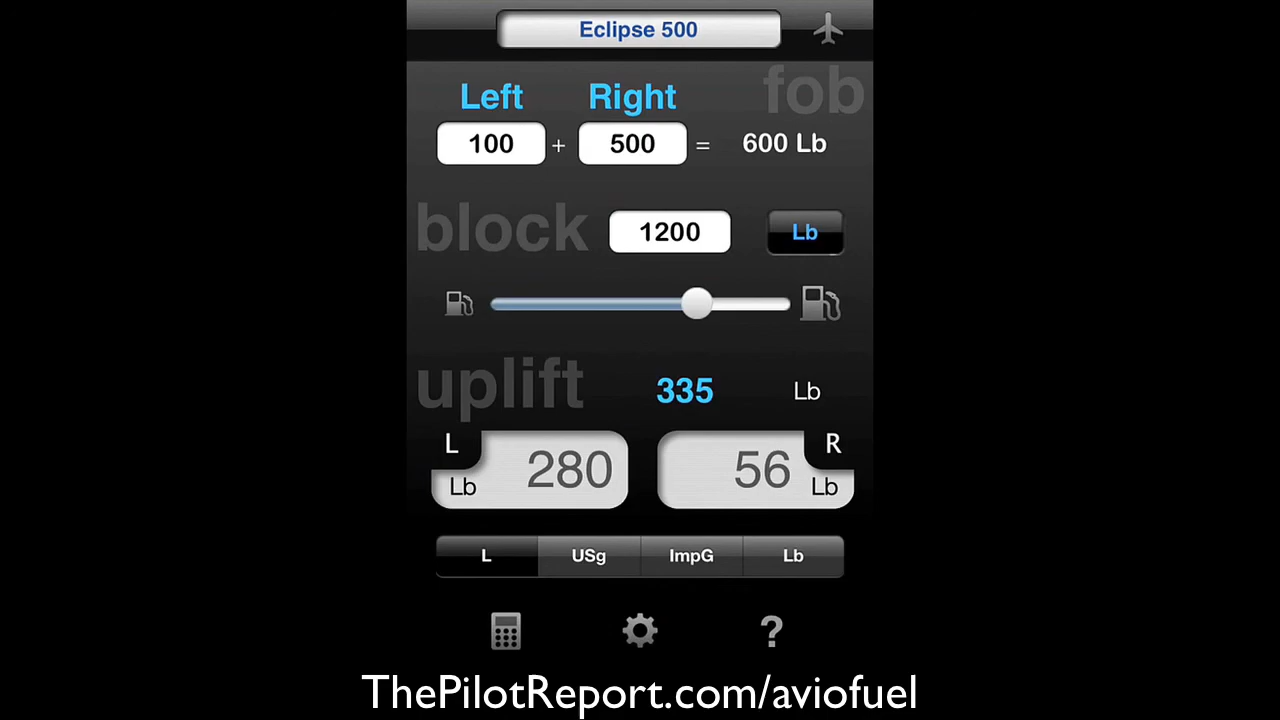 Eclipse 500
fob
Left Right
100 + 500 = 600 Lb
block 1200 Lb
uplift 335 Lb
L 280 Lb
56 R Lb
L USg ImpG Lb
?
ThePilotReport.com/aviofuel